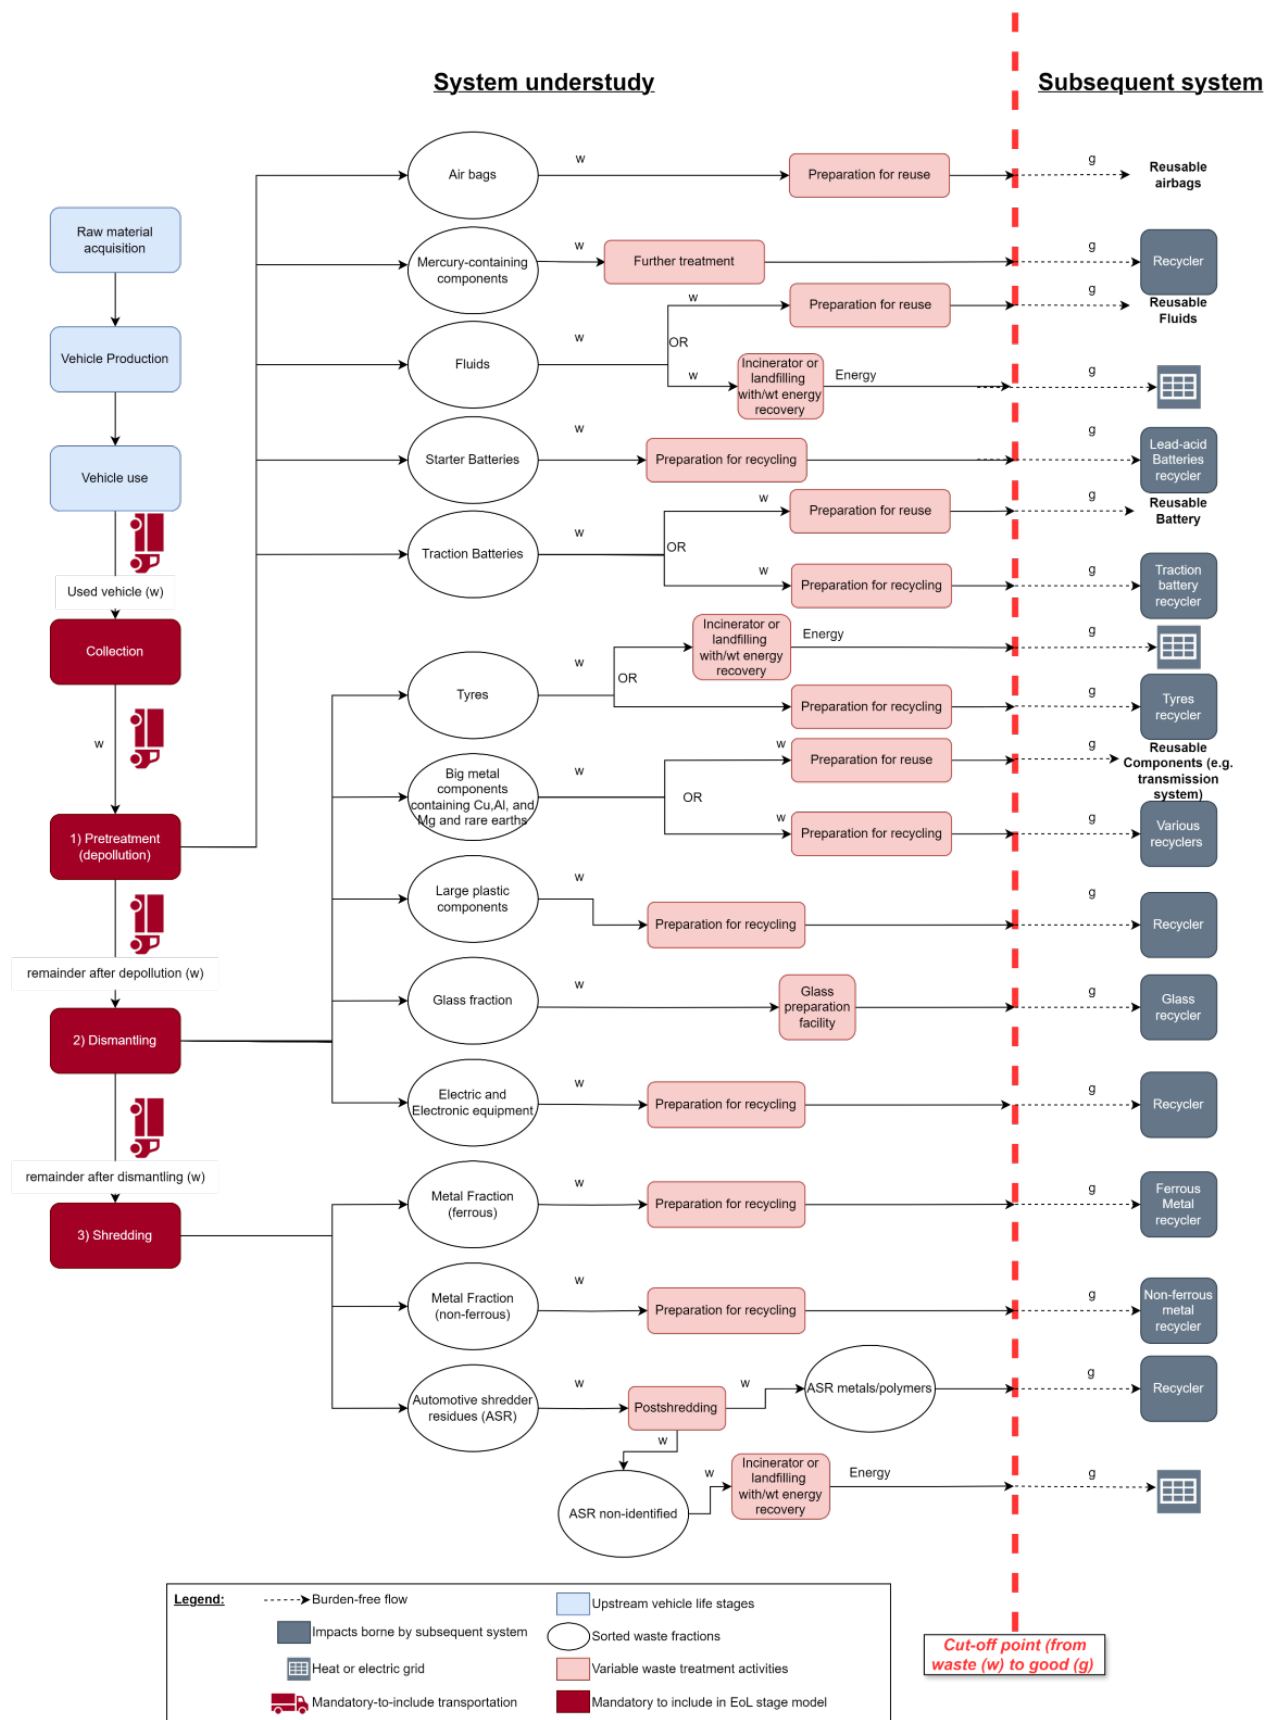 System understudy
Subsequent system
Air bags
w
Preparation for reuse
g
Reusable
airbags
Raw material
acquisition
Mercury-containing
components
w
Further treatment
g
Recycler
w
Preparation for reuse
g
Reusable
Fluids
Vehicle Production
Fluids
w
OR
w
Incinerator or
landfilling
with/wt energy
recovery
Energy
g
Vehicle use
Starter Batteries
w
Preparation for recycling
g
Lead-acid
Batteries
recycler
w
Preparation for reuse
g
Reusable
Battery
Traction Batteries
w
OR
w
Preparation for recycling
g
Traction
battery
recycler
Used vehicle (w)
Collection
Incinerator or
landfilling
with/wt energy
recovery
Energy
g
Tyres
w
OR
Preparation for recycling
g
Tyres
recycler
w
w
Preparation for reuse
g
Reusable
Components (e.g.
transmission
system)
Big metal
components
containing Cu,Al, and
Mg and rare earths
w
OR
w
Preparation for recycling
g
Various
recyclers
1) Pretreatment
(depollution)
Large plastic
components
w
Preparation for recycling
g
Recycler
remainder after depollution (w)
Glass fraction
w
Glass
preparation
facility
g
Glass
recycler
2) Dismantling
Electric and
Electronic equipment
w
Preparation for recycling
g
Recycler
remainder after dismantling (w)
Metal Fraction
(ferrous)
w
Preparation for recycling
g
Ferrous
Metal
recycler
3) Shredding
Metal Fraction
(non-ferrous)
w
Preparation for recycling
g
Non-ferrous
metal
recycler
Automotive shredder
residues (ASR)
w
Postshredding
w
ASR metals/polymers
g
Recycler
w
ASR non-identified
w
Incinerator or
landfilling
with/wt energy
recovery
Energy
g
Legend:
Burden-free flow
Upstream vehicle life stages
Impacts borne by subsequent system
Sorted waste fractions
Heat or electric grid
Variable waste treatment activities
Mandatory-to-include transportation
Mandatory to include in EoL stage model
Cut-off point (from
waste (w) to good (g)